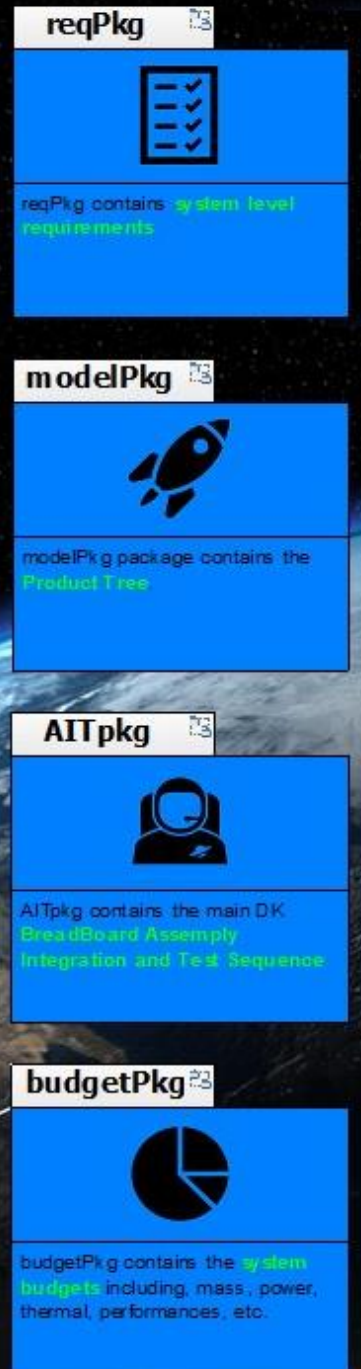 reqPkg
reqPkg contains system level
requirements
modelPkg
modelPkg package contains the
Product Tree
AITpkg
AITpkg contains the main DK
BreadBoard Assemply
Integration and Test Sequence
budgetPkg
budgetPkg contains the system
budgets including, mass, power,
thermal, performances, etc.